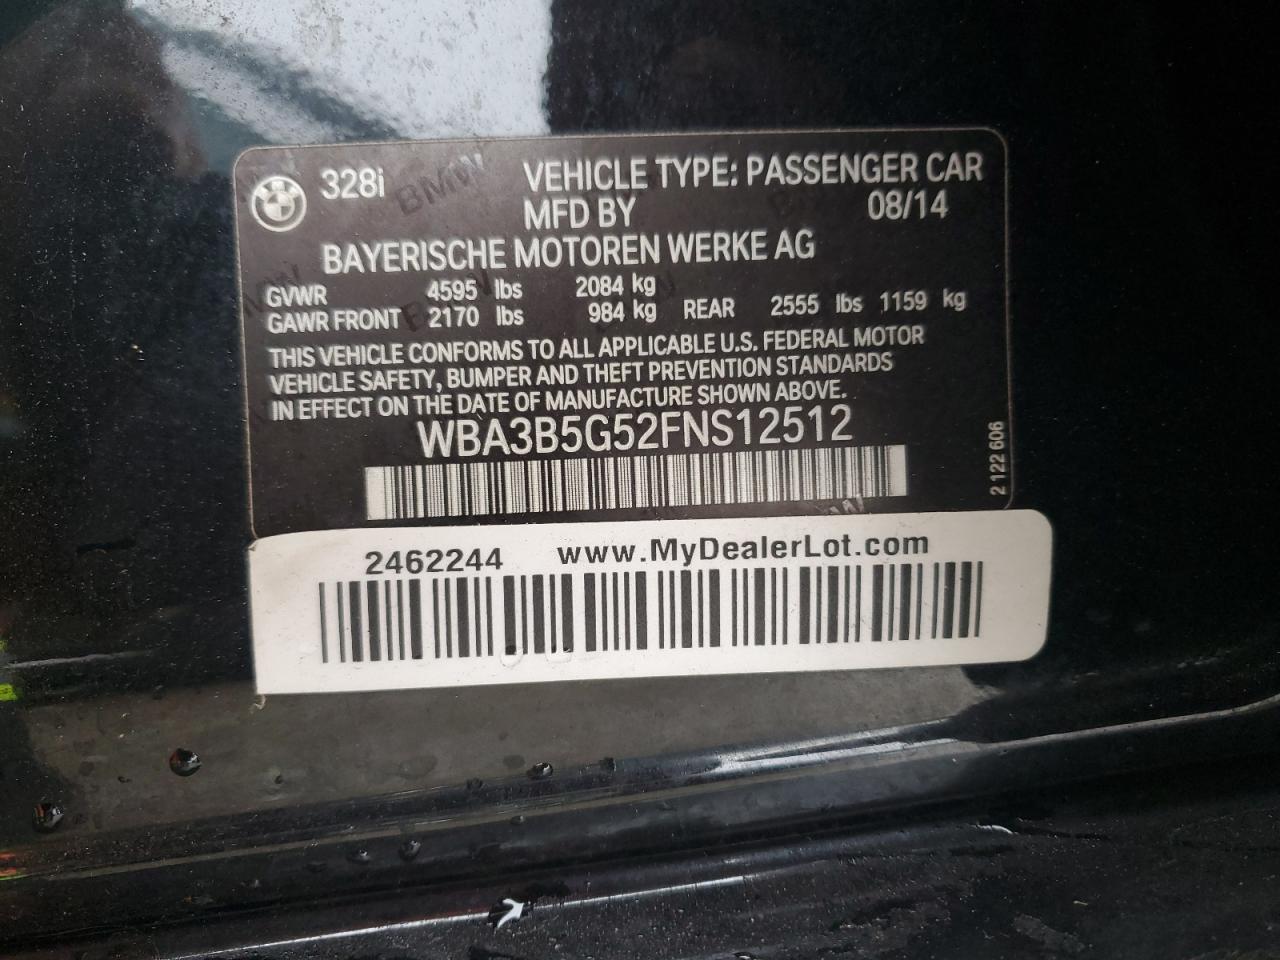 328i VEHICLE TYPE: PASSENGER CAR
MFD BY 08/14
BAYERISCHE MOTOREN WERKE AG
GVWR 4595 lbs 2084 kg
GAWR FRONT 2170 lbs 984 kg REAR 2555 lbs 1159 kg
THIS VEHICLE CONFORMS TO ALL APPLICABLE U.S. FEDERAL MOTOR
VEHICLE SAFETY, BUMPER AND THEFT PREVENTION STANDARDS
IN EFFECT ON THE DATE OF MANUFACTURE SHOWN ABOVE.
WBA3B5G52FNS12512
2 122 606
2462244 www.MyDealerLot.com
BMW